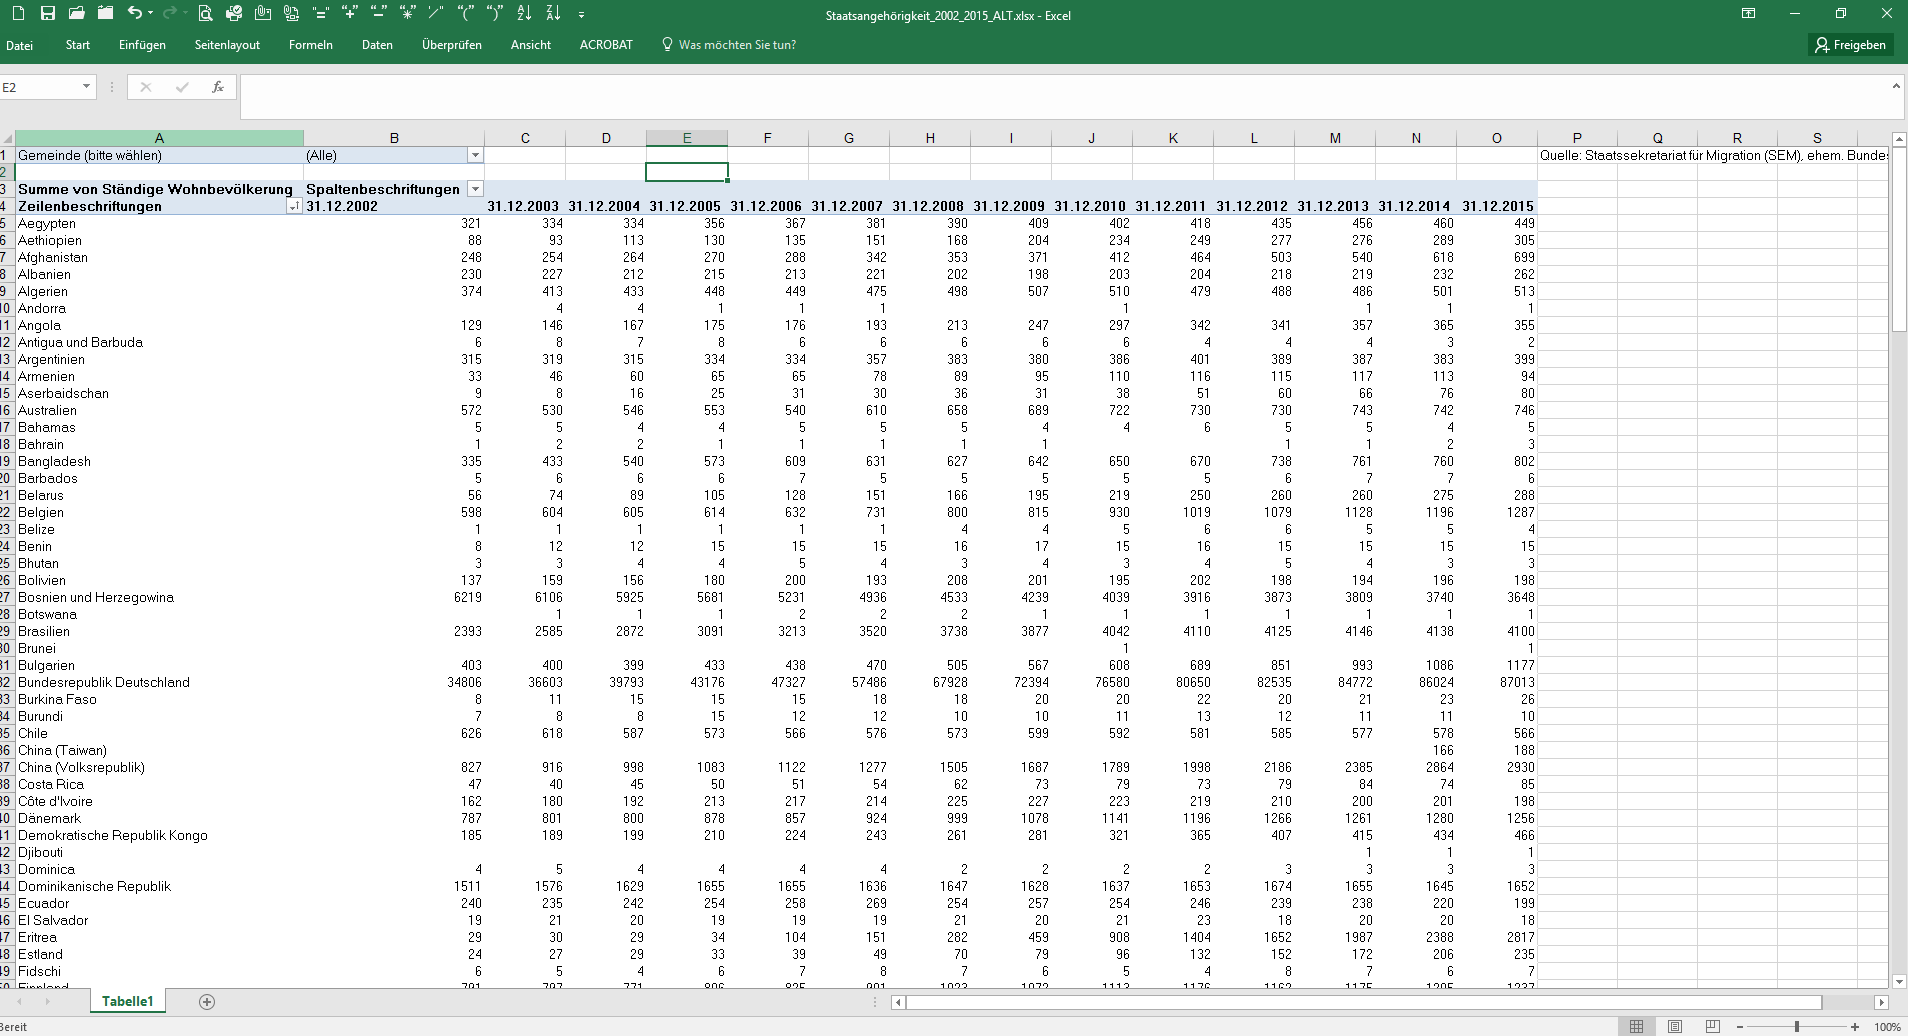 Staatsangehörigkeit_2002_2015_ALT.xlsx - Excel
Datei Start Einfügen Seitenlayout Formeln Daten Überprüfen Ansicht ACROBAT Was möchten Sie tun? Freigeben
E2 fx
A B C D E F G H I J K L M N O P Q R S
1 Gemeinde (bitte wählen) (Alle) Quelle: Staatssekretariat für Migration (SEM), ehem. Bundes
2
3 Summe von Ständige Wohnbevölkerung Spaltenbeschriftungen
4 Zeilenbeschriftungen 31.12.2002 31.12.2003 31.12.2004 31.12.2005 31.12.2006 31.12.2007 31.12.2008 31.12.2009 31.12.2010 31.12.2011 31.12.2012 31.12.2013 31.12.2014 31.12.2015
5 Aegypten 321 334 334 356 367 381 390 409 402 418 435 456 460 449
6 Aethiopien 88 93 113 130 135 151 168 204 234 249 277 276 289 305
7 Afghanistan 248 254 264 270 288 342 353 371 412 464 503 540 618 699
8 Albanien 230 227 212 215 213 221 202 198 203 204 218 219 232 262
9 Algerien 374 413 433 448 449 475 498 507 510 479 488 486 501 513
10 Andorra 4 4 1 1 1 1 1 1 1
11 Angola 129 146 167 175 176 193 213 247 297 342 341 357 365 355
12 Antigua und Barbuda 6 8 7 8 6 6 6 6 6 4 4 4 3 2
13 Argentinien 315 319 315 334 334 357 383 380 386 401 389 387 383 399
14 Armenien 33 46 60 65 65 78 89 95 110 116 115 117 113 94
15 Aserbaidschan 9 8 16 25 31 30 36 31 38 51 60 66 76 80
16 Australien 572 530 546 553 540 610 658 689 722 730 730 743 742 746
17 Bahamas 5 5 4 4 5 5 5 4 4 6 5 5 4 5
18 Bahrain 1 2 2 1 1 1 1 1 1 1 2 3
19 Bangladesh 335 433 540 573 609 631 627 642 650 670 738 761 760 802
20 Barbados 5 6 6 6 7 5 5 5 5 5 6 7 7 6
21 Belarus 56 74 89 105 128 151 166 195 219 250 260 260 275 288
22 Belgien 598 604 605 614 632 731 800 815 930 1019 1079 1128 1196 1287
23 Belize 1 1 1 1 1 1 4 4 5 6 6 5 5 4
24 Benin 8 12 12 15 15 15 16 17 15 16 15 15 15 15
25 Bhutan 3 3 4 4 5 4 3 4 3 4 5 4 3 3
26 Bolivien 137 159 156 180 200 193 208 201 195 202 198 194 196 198
27 Bosnien und Herzegowina 6219 6106 5925 5681 5231 4936 4533 4239 4039 3916 3873 3809 3740 3648
28 Botswana 1 1 1 2 2 2 1 1 1 1 1 1 1
29 Brasilien 2393 2585 2872 3091 3213 3520 3738 3877 4042 4110 4125 4146 4138 4100
30 Brunei 1 1
31 Bulgarien 403 400 399 433 438 470 505 567 608 689 851 993 1086 1177
32 Bundesrepublik Deutschland 34806 36603 39793 43176 47327 57486 67928 72394 76580 80650 82535 84772 86024 87013
33 Burkina Faso 8 11 15 15 15 18 18 20 20 22 20 21 23 26
34 Burundi 7 8 8 15 12 12 10 10 11 13 12 11 11 10
35 Chile 626 618 587 573 566 576 573 599 592 581 585 577 578 566
36 China (Taiwan) 166 188
37 China (Volksrepublik) 827 916 998 1083 1122 1277 1505 1687 1789 1998 2186 2385 2864 2930
38 Costa Rica 47 40 45 50 51 54 62 73 79 73 79 84 74 85
39 Côte d'Ivoire 162 180 192 213 217 214 225 227 223 219 210 200 201 198
40 Dänemark 787 801 800 878 857 924 999 1078 1141 1196 1266 1261 1280 1256
41 Demokratische Republik Kongo 185 189 199 210 224 243 261 281 321 365 407 415 434 466
42 Djibouti 1 1 1
43 Dominica 4 5 4 4 4 4 2 2 2 2 3 3 3 3
44 Dominikanische Republik 1511 1576 1629 1655 1655 1636 1647 1628 1637 1653 1674 1655 1645 1652
45 Ecuador 240 235 242 254 258 269 254 257 254 246 239 238 220 199
46 El Salvador 19 21 20 19 19 19 21 20 21 23 18 20 20 18
47 Eritrea 29 30 29 34 104 151 282 459 908 1404 1652 1987 2388 2817
48 Estland 24 27 29 33 39 49 70 79 96 132 152 172 206 235
49 Fidschi 6 5 4 6 7 8 7 6 5 4 8 7 6 7
Tabelle1
Bereit 100%